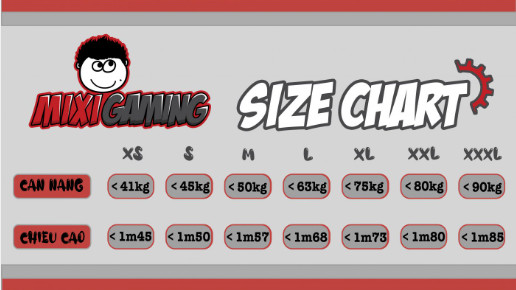 MIXIGAMING
SIZE CHART
XS S M L XL XXL XXXL
CAN NANG < 41kg < 45kg < 50kg < 63kg < 75kg < 80kg < 90kg
CHIEU CAO < 1m45 < 1m50 < 1m57 < 1m68 < 1m73 < 1m80 < 1m85